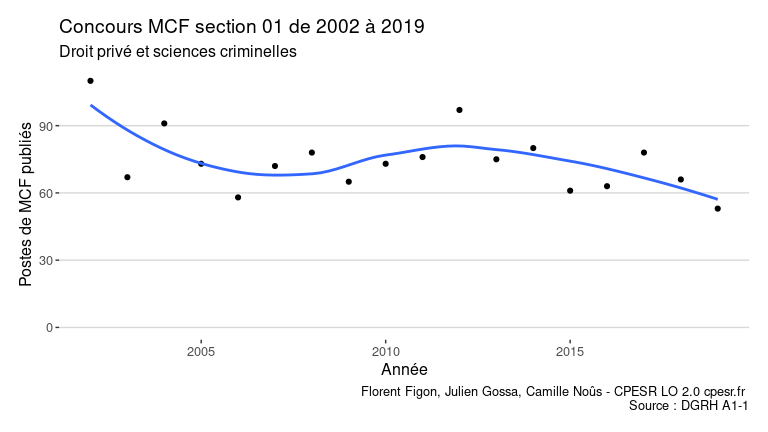 Concours MCF section 01 de 2002 à 2019
Droit privé et sciences criminelles
Postes de MCF publiés
90
60
30
0
2005 2010 2015
Année
Florent Figon, Julien Gossa, Camille Noûs - CPESR LO 2.0 cpesr.fr
Source : DGRH A1-1